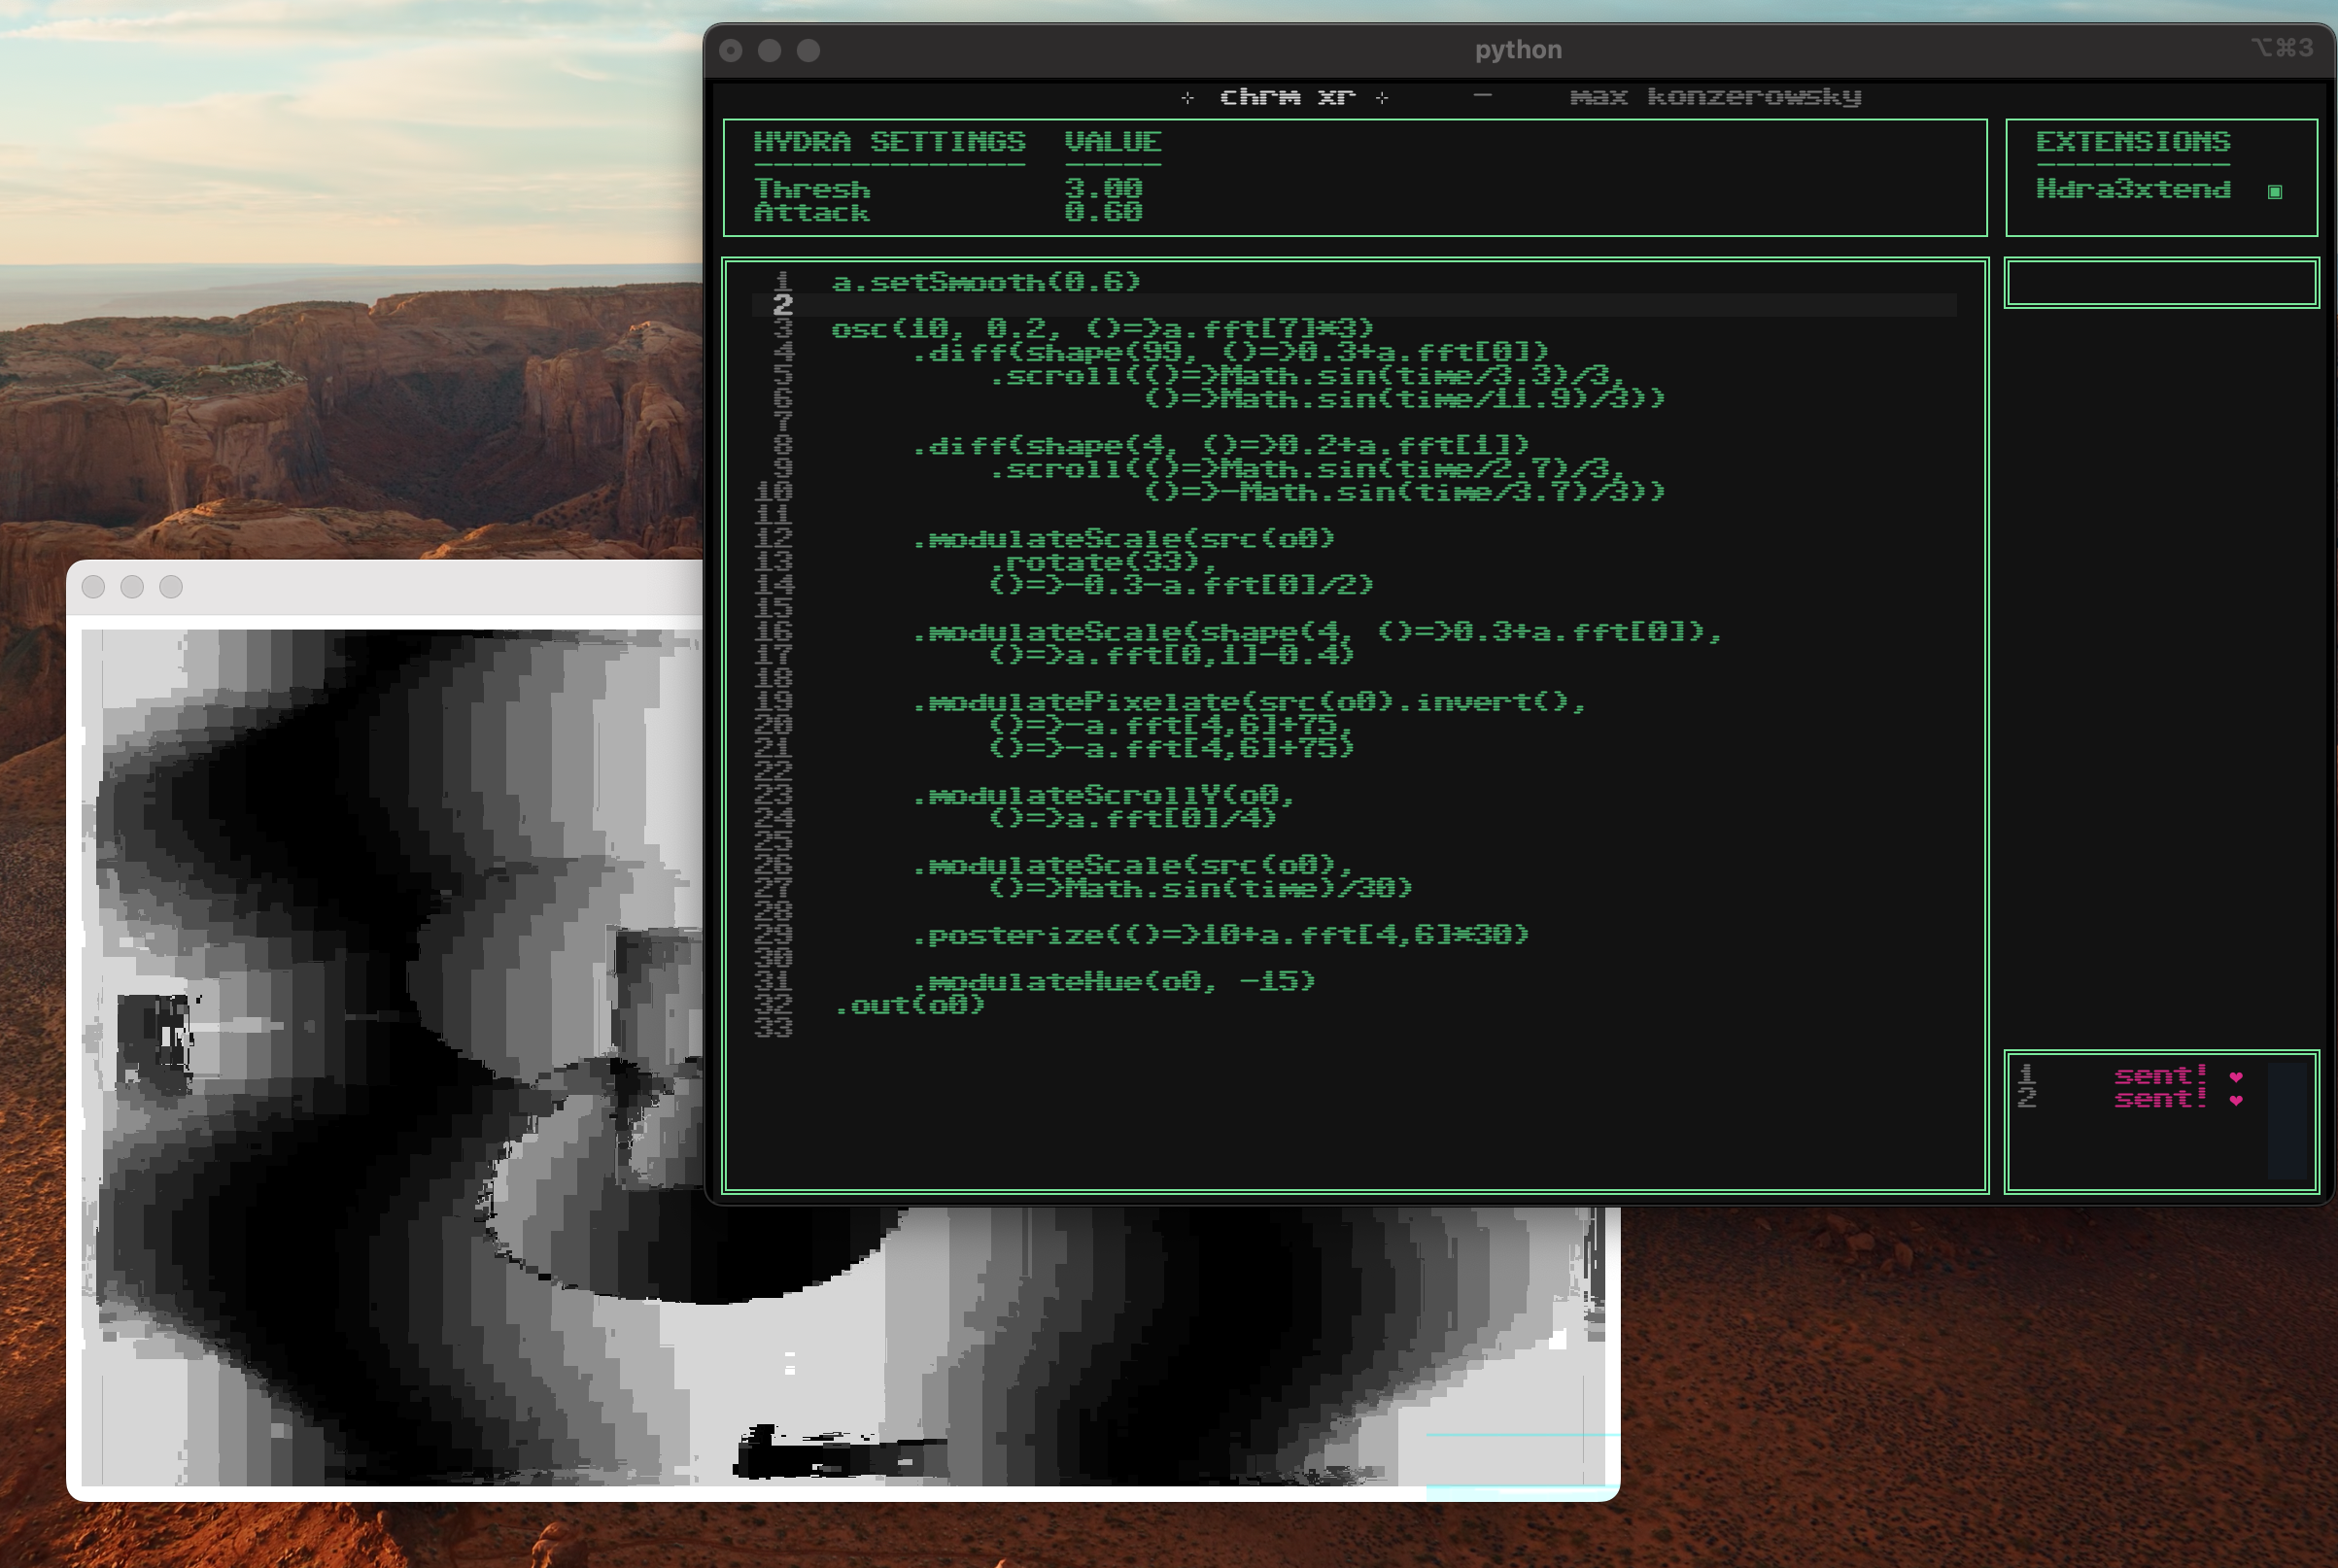 python
⌥⌘3
⊹ chrm xr ⊹ — max konzerowsky
HYDRA SETTINGS VALUE
Thresh 3.00
Attack 0.60
EXTENSIONS
Hdra3xtend ▣
1 a.setSmooth(0.6)
2
3 osc(10, 0.2, ()=>a.fft[7]*3)
4 .diff(shape(99, ()=>0.3+a.fft[0])
5 .scroll(()=>Math.sin(time/3.3)/3,
6 ()=>Math.sin(time/11.9)/3))
7
8 .diff(shape(4, ()=>0.2+a.fft[1])
9 .scroll(()=>Math.sin(time/2.7)/3,
10 ()=>-Math.sin(time/3.7)/3))
11
12 .modulateScale(src(o0)
13 .rotate(33),
14 ()=>-0.3-a.fft[0]/2)
15
16 .modulateScale(shape(4, ()=>0.3+a.fft[0]),
17 ()=>a.fft[0,1]-0.4)
18
19 .modulatePixelate(src(o0).invert(),
20 ()=>-a.fft[4,6]+75,
21 ()=>-a.fft[4,6]+75)
22
23 .modulateScrollY(o0,
24 ()=>a.fft[0]/4)
25
26 .modulateScale(src(o0),
27 ()=>Math.sin(time)/30)
28
29 .posterize(()=>10+a.fft[4,6]*30)
30
31 .modulateHue(o0, -15)
32 .out(o0)
33
1 sent! ❤
2 sent! ❤